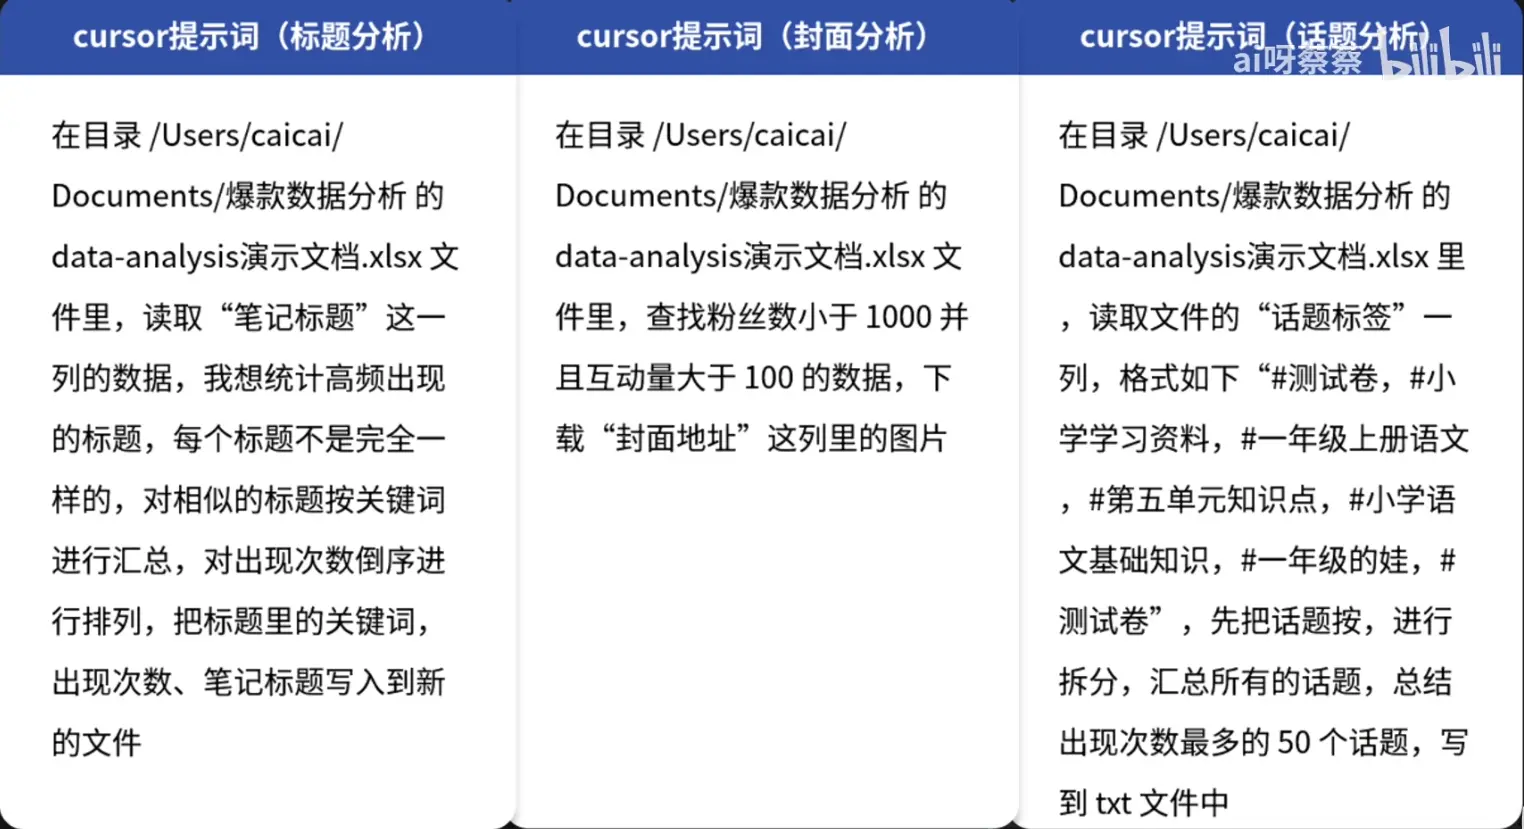 cursor提示词（标题分析）
在目录 /Users/caicai/
Documents/爆款数据分析 的
data-analysis演示文档.xlsx 文
件里，读取“笔记标题”这一
列的数据，我想统计高频出现
的标题，每个标题不是完全一
样的，对相似的标题按关键词
进行汇总，对出现次数倒序进
行排列，把标题里的关键词，
出现次数、笔记标题写入到新
的文件
cursor提示词（封面分析）
在目录 /Users/caicai/
Documents/爆款数据分析 的
data-analysis演示文档.xlsx 文
件里，查找粉丝数小于 1000 并
且互动量大于 100 的数据，下
载“封面地址”这列里的图片
cursor提示词（话题分析）
ai呀蔡蔡 bilibili
在目录 /Users/caicai/
Documents/爆款数据分析 的
data-analysis演示文档.xlsx 里
，读取文件的“话题标签”一
列，格式如下“#测试卷，#小
学学习资料，#一年级上册语文
，#第五单元知识点，#小学语
文基础知识，#一年级的娃，#
测试卷”，先把话题按，进行
拆分，汇总所有的话题，总结
出现次数最多的 50 个话题，写
到 txt 文件中